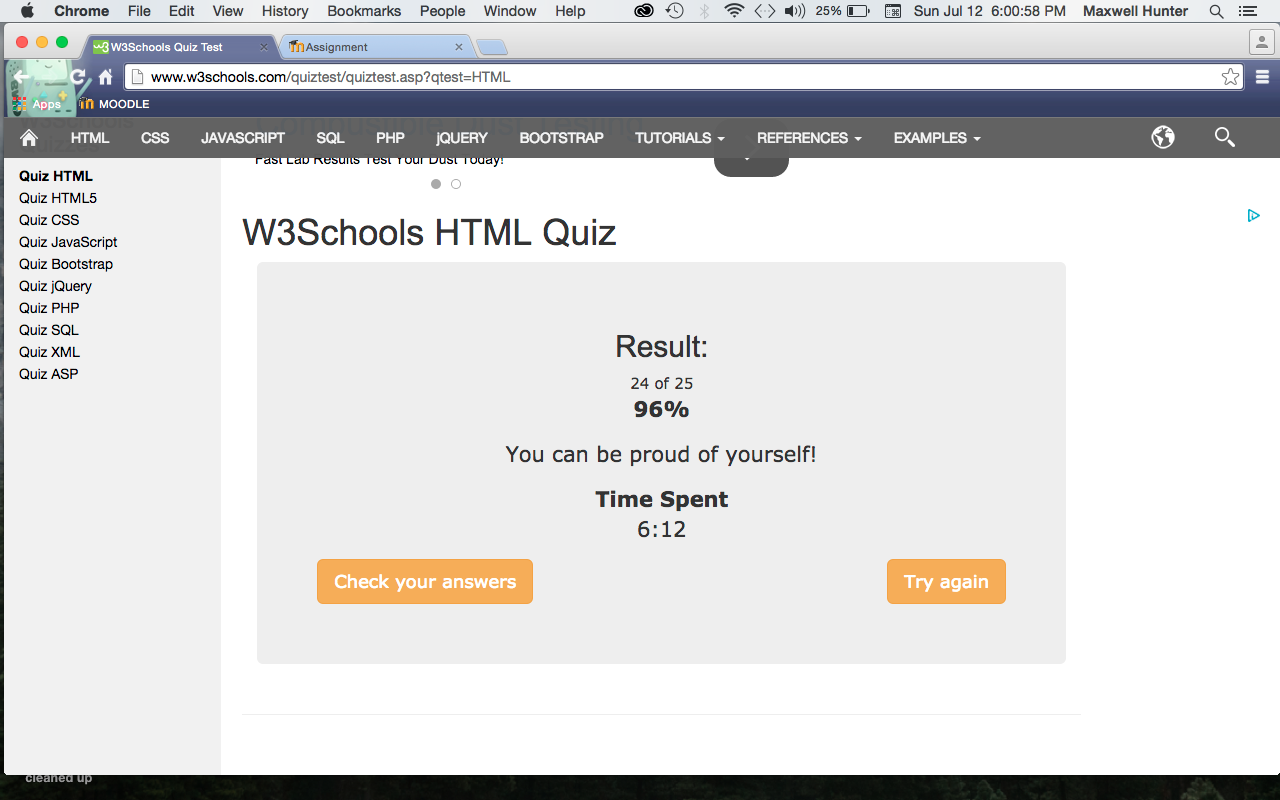 Chrome File Edit View History Bookmarks People Window Help 25% Sun Jul 12 6:00:58 PM Maxwell Hunter
W3Schools Quiz Test Assignment
www.w3schools.com/quiztest/quiztest.asp?qtest=HTML
Apps MOODLE
HTML CSS JAVASCRIPT SQL PHP jQUERY BOOTSTRAP TUTORIALS REFERENCES EXAMPLES
Fast Lab Results Test Your Dust Today!
Quiz HTML
Quiz HTML5
Quiz CSS
Quiz JavaScript
Quiz Bootstrap
Quiz jQuery
Quiz PHP
Quiz SQL
Quiz XML
Quiz ASP
W3Schools HTML Quiz
Result:
24 of 25
96%
You can be proud of yourself!
Time Spent
6:12
Check your answers Try again
cleaned up